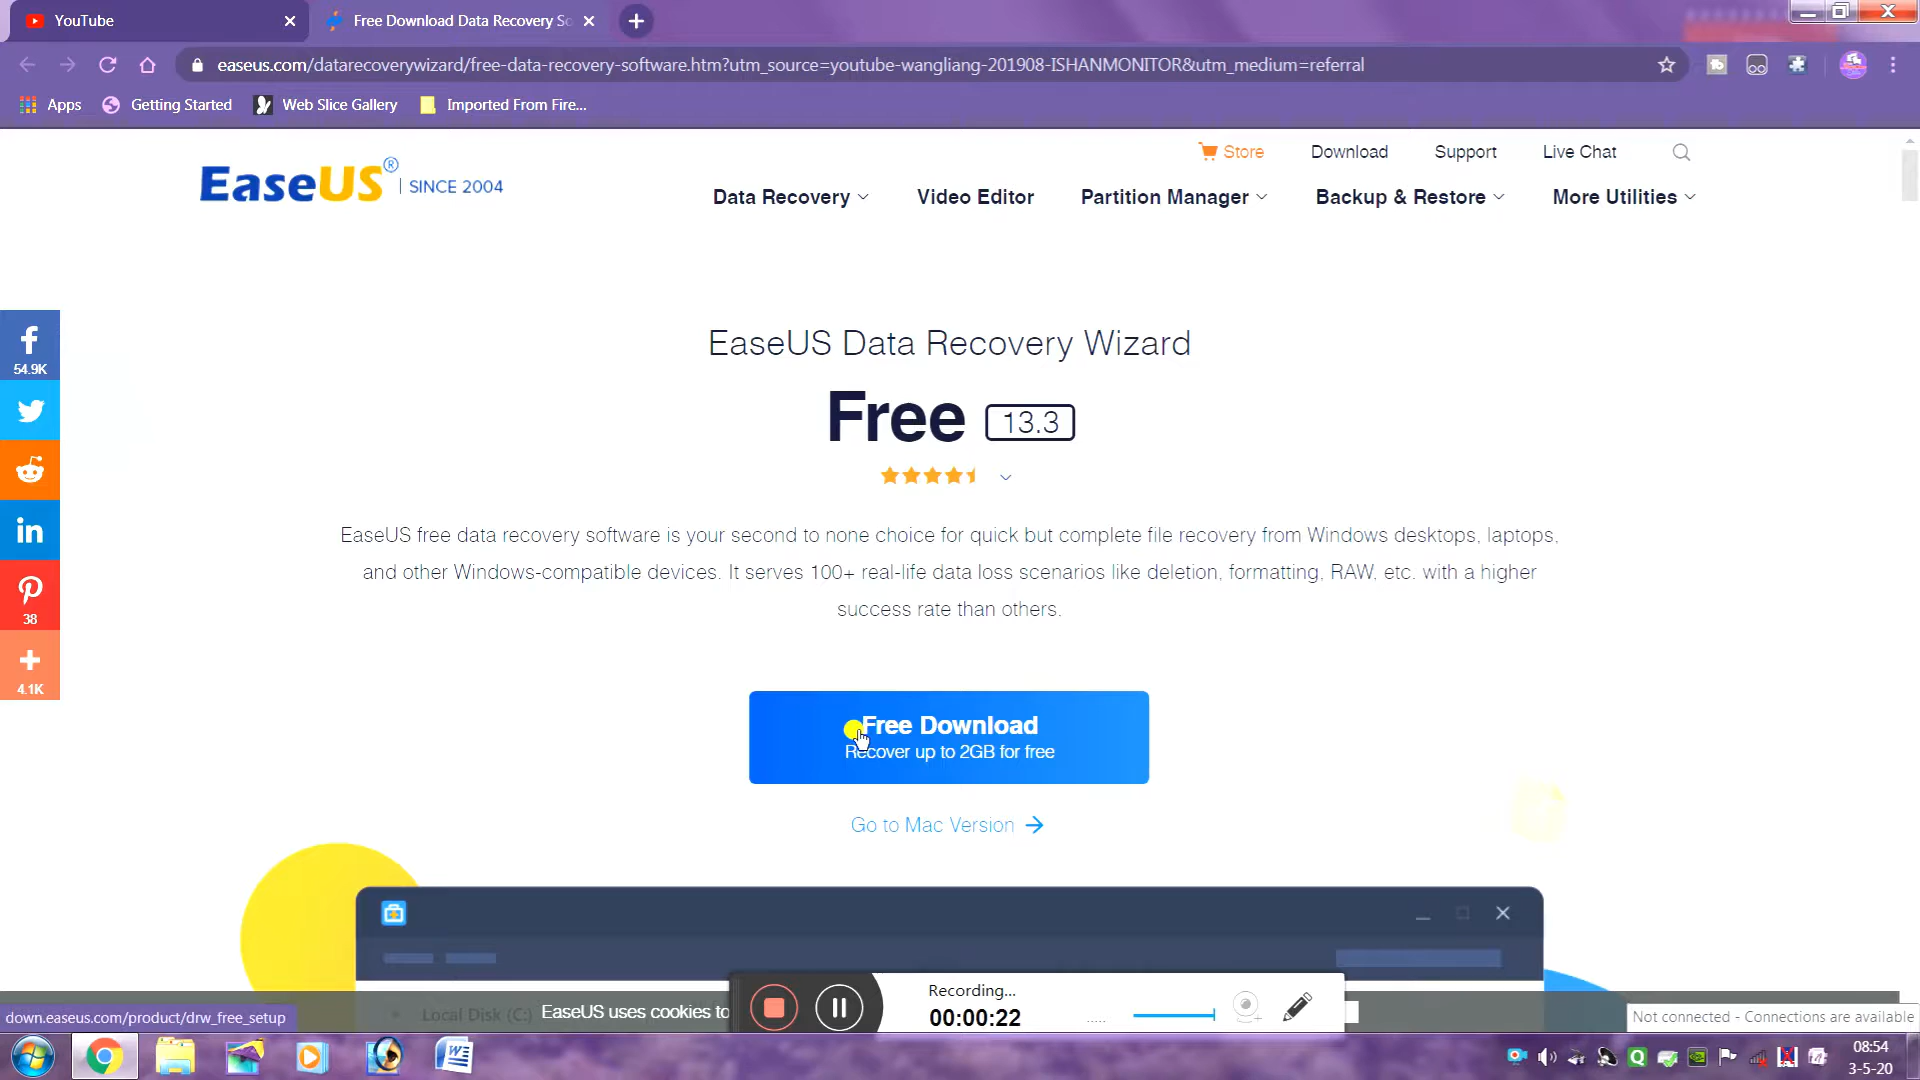 YouTube
Free Download Data Recovery So
easeus.com/datarecoverywizard/free-data-recovery-software.htm?utm_source=youtube-wangliang-201908-ISHANMONITOR&utm_medium=referral
Apps
Getting Started
Web Slice Gallery
Imported From Fire...
Store
Download
Support
Live Chat
EaseUS® | SINCE 2004
Data Recovery
Video Editor
Partition Manager
Backup & Restore
More Utilities
54.9K
38
4.1K
EaseUS Data Recovery Wizard
Free 13.3
EaseUS free data recovery software is your second to none choice for quick but complete file recovery from Windows desktops, laptops,
and other Windows-compatible devices. It serves 100+ real-life data loss scenarios like deletion, formatting, RAW, etc. with a higher
success rate than others.
Free Download
Recover up to 2GB for free
Go to Mac Version
Local Disk (C:)
EaseUS uses cookies to
Recording...
00:00:22
down.easeus.com/product/drw_free_setup
Not connected - Connections are available
08:54
3-5-20